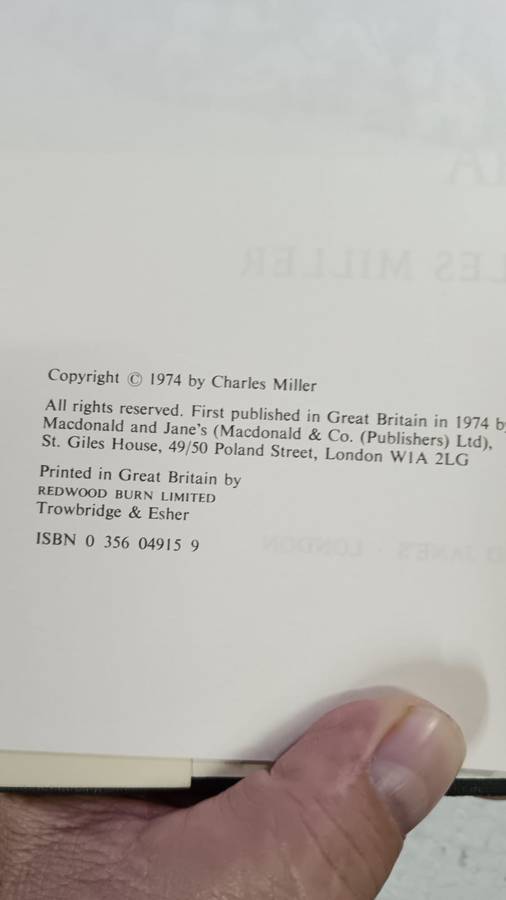 Copyright © 1974 by Charles Miller
All rights reserved. First published in Great Britain in 1974 by
Macdonald and Jane's (Macdonald & Co. (Publishers) Ltd),
St. Giles House, 49/50 Poland Street, London W1A 2LG
Printed in Great Britain by
REDWOOD BURN LIMITED
Trowbridge & Esher
ISBN 0 356 04915 9